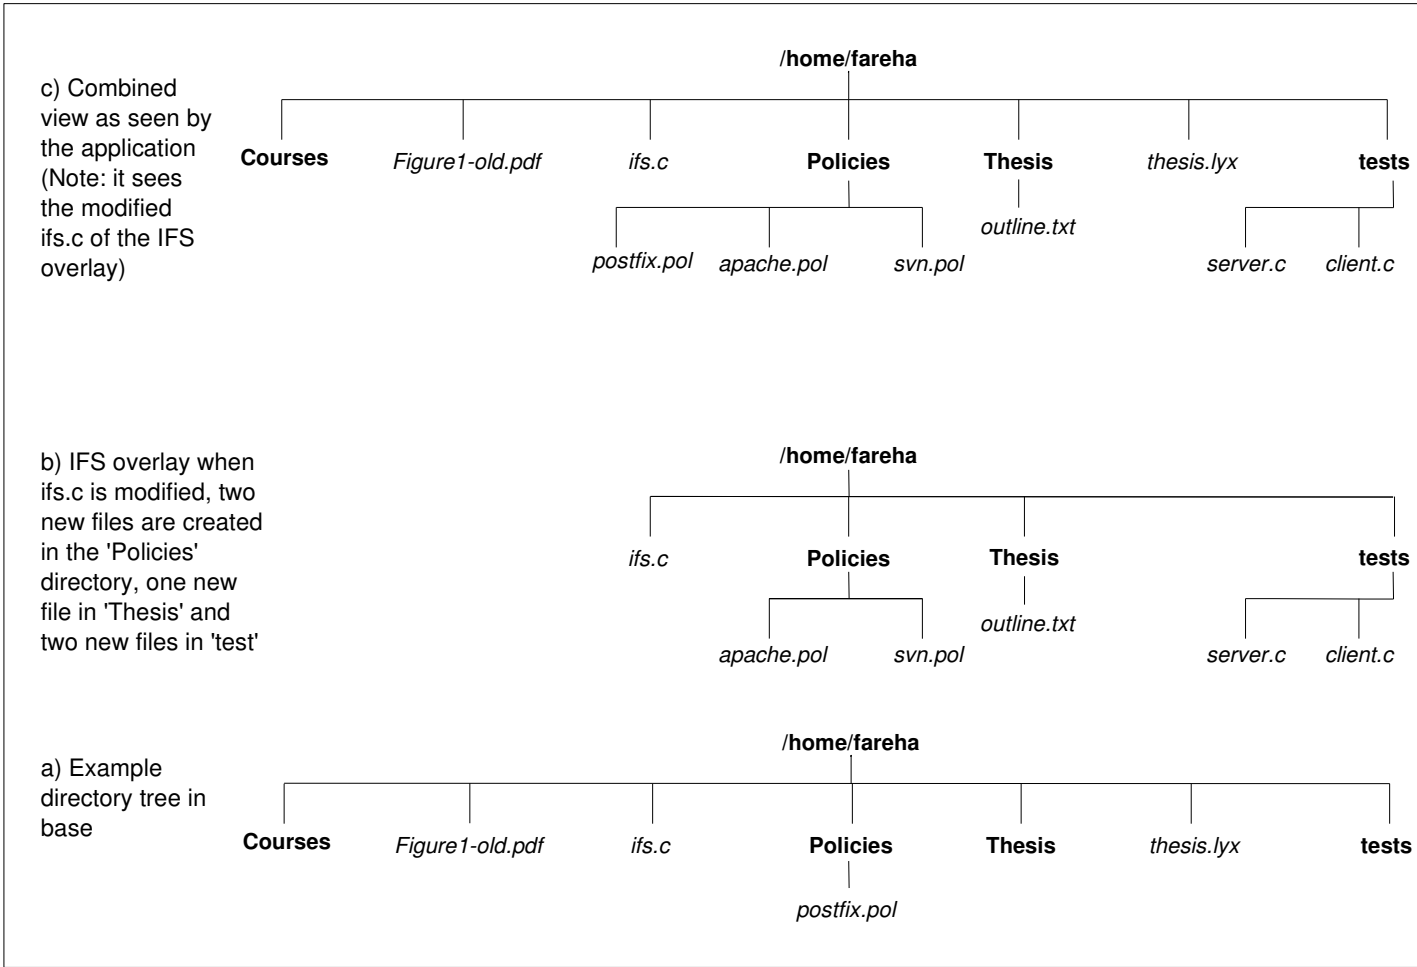 /home/fareha
c) Combined
view as seen by
the application
(Note: it sees
the modified
ifs.c of the IFS
overlay)
Courses Figure1-old.pdf ifs.c Policies Thesis thesis.lyx tests
outline.txt
postfix.pol apache.pol svn.pol server.c client.c
/home/fareha
b) IFS overlay when
ifs.c is modified, two
new files are created
in the 'Policies'
directory, one new
file in 'Thesis' and
two new files in 'test'
ifs.c Policies Thesis tests
outline.txt
apache.pol svn.pol server.c client.c
/home/fareha
a) Example
directory tree in
base
Courses Figure1-old.pdf ifs.c Policies Thesis thesis.lyx tests
postfix.pol